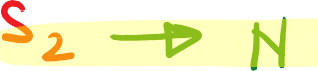 S₂ → N